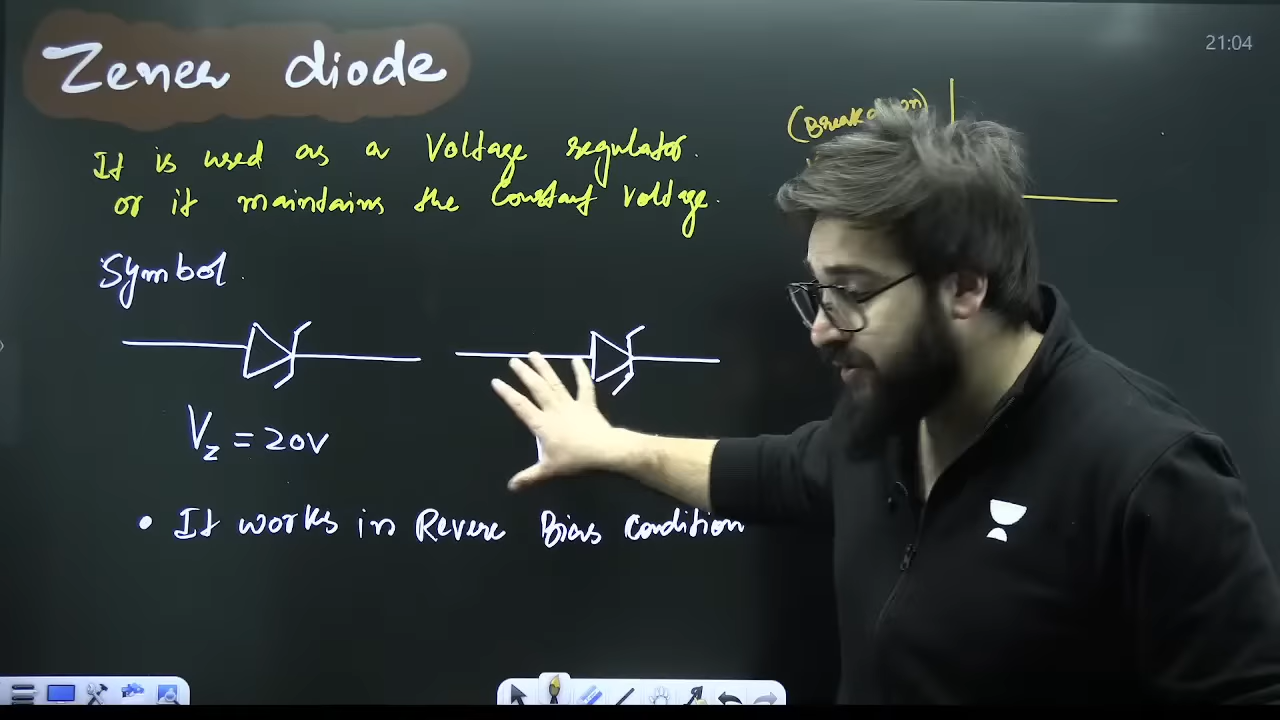 Zener diode
21:04
It is used as a Voltage regulator.
or it maintains the Constant Voltage.
Symbol.
Vz = 20V
• It works in Reverse Bias condition